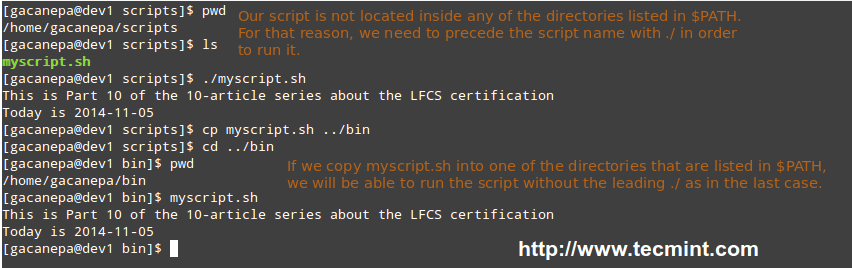 [gacanepa@dev1 scripts]$ pwd
/home/gacanepa/scripts
Our script is not located inside any of the directories listed in $PATH.
For that reason, we need to precede the script name with ./ in order
to run it.
[gacanepa@dev1 scripts]$ ls
myscript.sh
[gacanepa@dev1 scripts]$ ./myscript.sh
This is Part 10 of the 10-article series about the LFCS certification
Today is 2014-11-05
[gacanepa@dev1 scripts]$ cp myscript.sh ../bin
[gacanepa@dev1 scripts]$ cd ../bin
[gacanepa@dev1 bin]$ pwd
/home/gacanepa/bin
If we copy myscript.sh into one of the directories that are listed in $PATH,
we will be able to run the script without the leading ./ as in the last case.
[gacanepa@dev1 bin]$ myscript.sh
This is Part 10 of the 10-article series about the LFCS certification
Today is 2014-11-05
[gacanepa@dev1 bin]$
http://www.tecmint.com